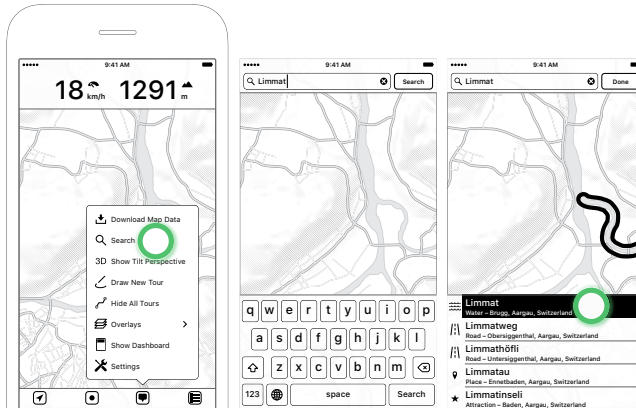 9:41 AM
18 km/h 1291 m
Download Map Data
Search
3D Show Tilt Perspective
Draw New Tour
Hide All Tours
Overlays
Show Dashboard
Settings
9:41 AM
Limmat Search
q w e r t y u i o p
a s d f g h j k l
z x c v b n m
123 space Search
9:41 AM
Limmat Done
Limmat
Water – Brugg, Aargau, Switzerland
Limmatweg
Road – Obersiggenthal, Aargau, Switzerland
Limmathöfli
Road – Untersiggenthal, Aargau, Switzerland
Limmatau
Place – Ennetbaden, Aargau, Switzerland
Limmatinseli
Attraction – Baden, Aargau, Switzerland